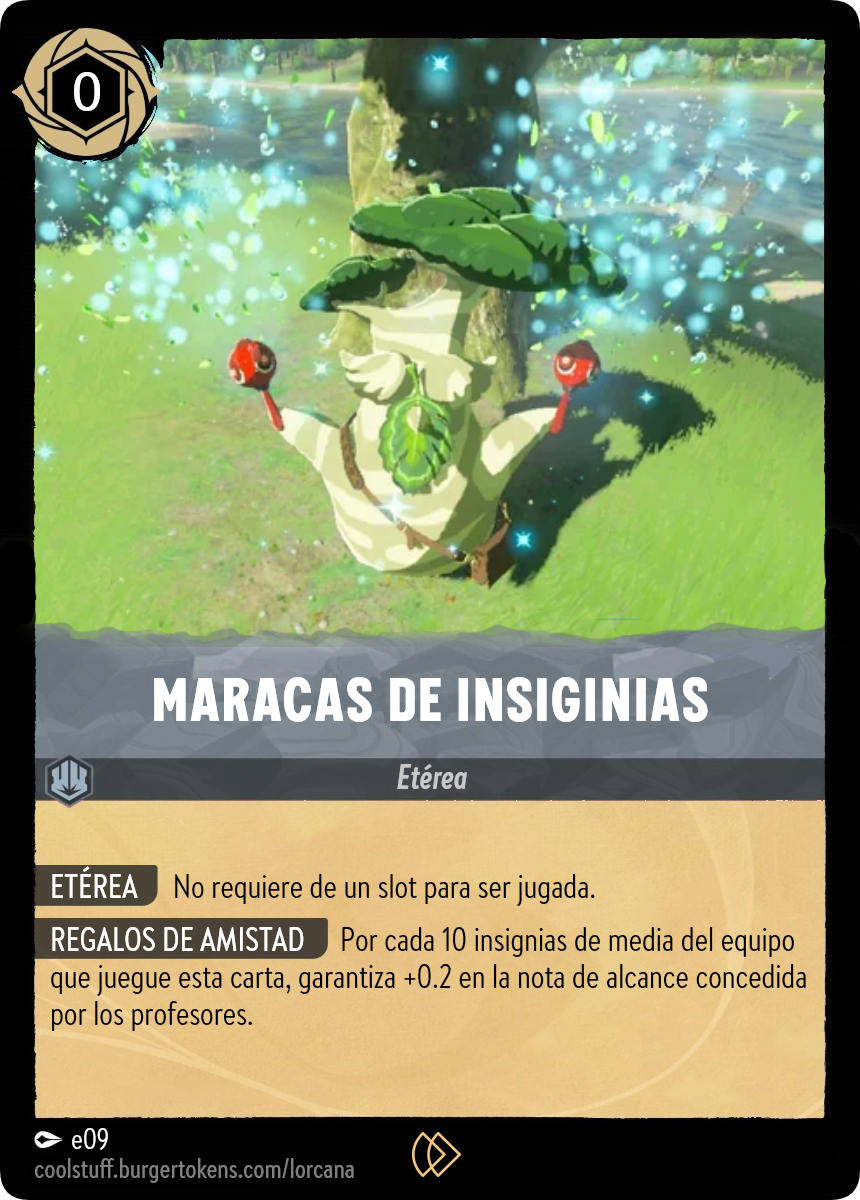 0
MARACAS DE INSIGINIAS
Etérea
ETÉREA No requiere de un slot para ser jugada.
REGALOS DE AMISTAD Por cada 10 insignias de media del equipo
que juegue esta carta, garantiza +0.2 en la nota de alcance concedida
por los profesores.
e09
coolstuff.burgertokens.com/lorcana